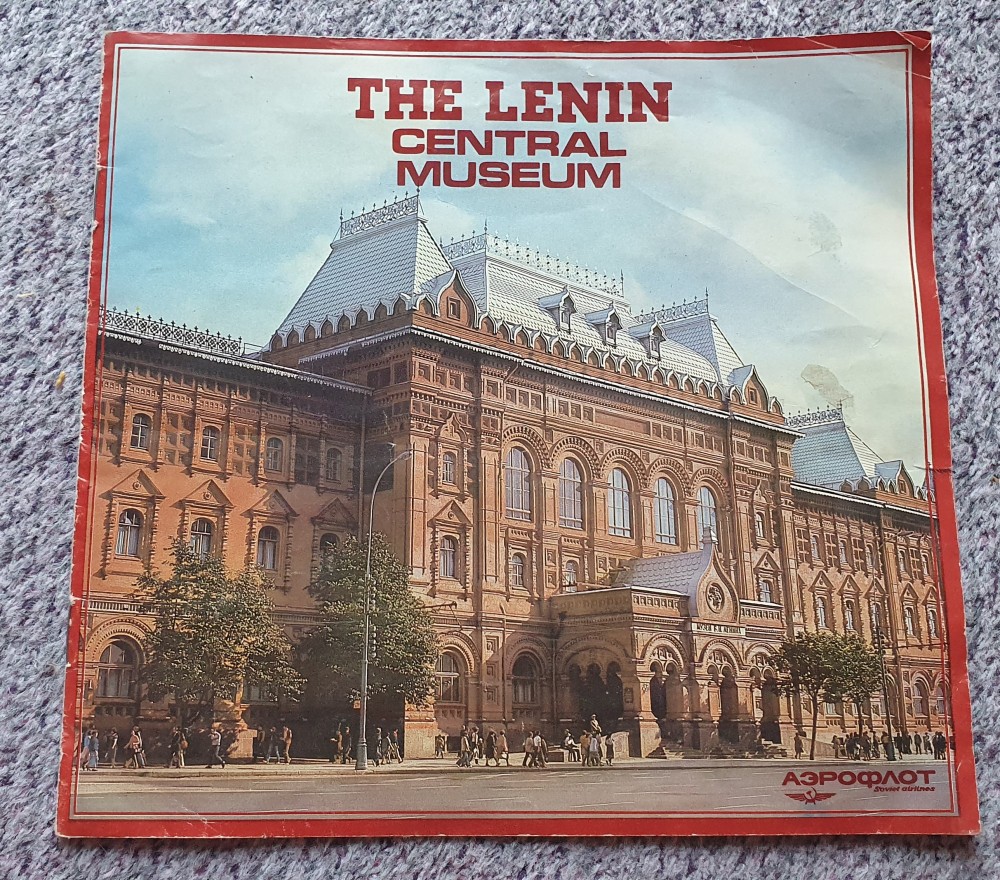 THE LENIN
CENTRAL
MUSEUM
АЭРОФЛОТ
Soviet airlines